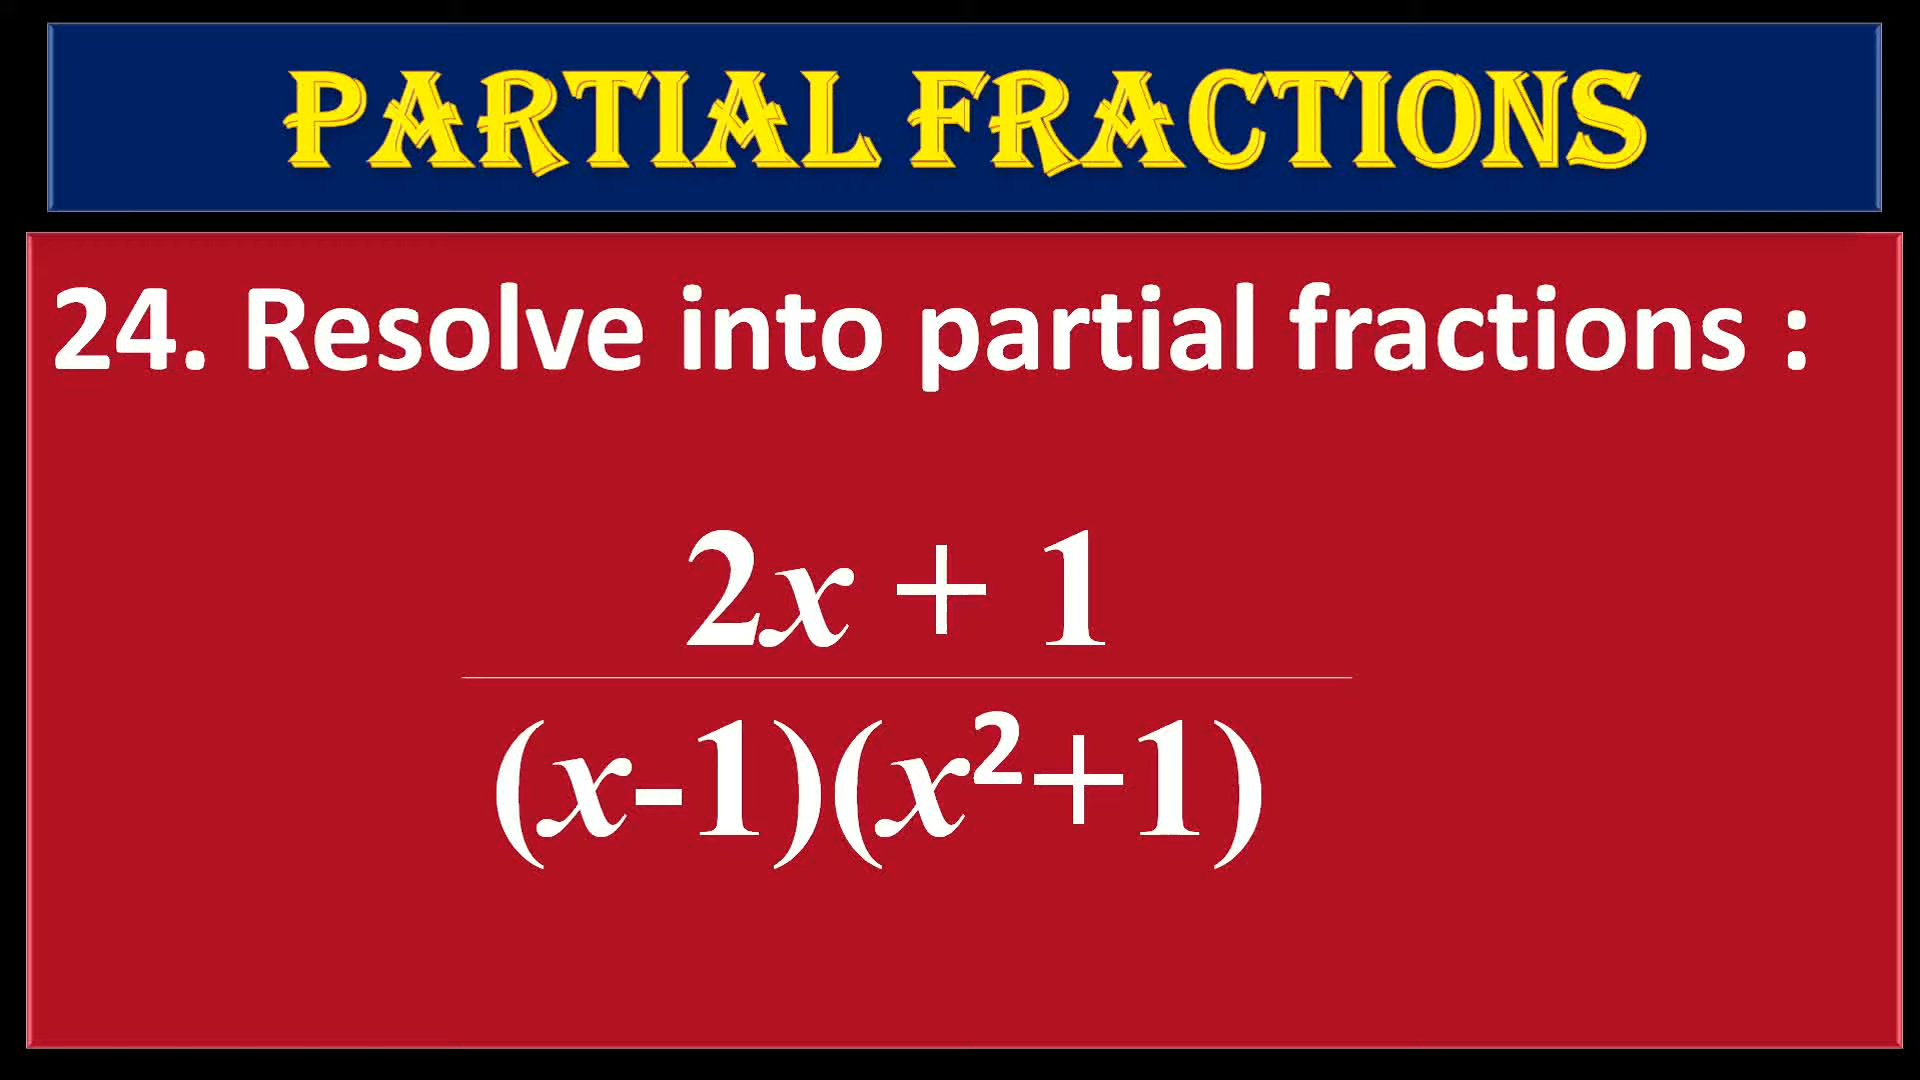 PARTIAL FRACTIONS
24. Resolve into partial fractions :
2x + 1
(x-1)(x²+1)